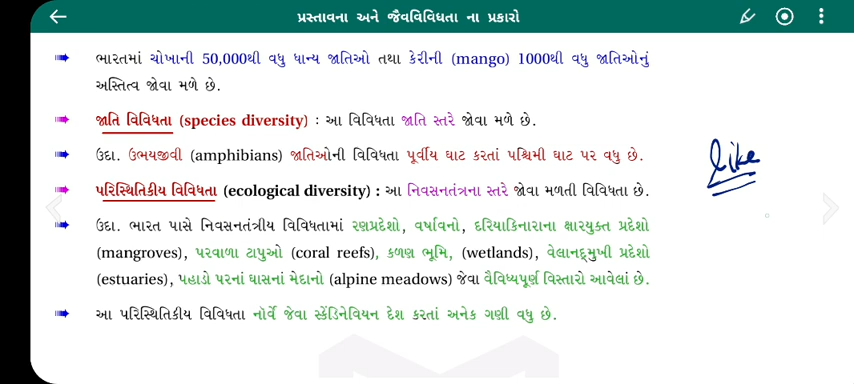 પ્રસ્તાવના અને જૈવવિવિધતા ના પ્રકારો
ભારતમાં ચોખાની 50,000થી વધુ ધાન્ય જાતિઓ તથા કેરીની (mango) 1000થી વધુ જાતિઓનું
અસ્તિત્વ જોવા મળે છે.
જાતિ વિવિધતા (species diversity) : આ વિવિધતા જાતિ સ્તરે જોવા મળે છે.
ઉદા. ઉભયજીવી (amphibians) જાતિઓની વિવિધતા પૂર્વીય ઘાટ કરતાં પશ્ચિમી ઘાટ પર વધુ છે.
like
પરિસ્થિતિકીય વિવિધતા (ecological diversity) : આ નિવસનતંત્રના સ્તરે જોવા મળતી વિવિધતા છે.
ઉદા. ભારત પાસે નિવસનતંત્રીય વિવિધતામાં રણપ્રદેશો, વર્ષાવનો, દરિયાકિનારાના ક્ષારયુક્ત પ્રદેશો
(mangroves), પરવાળા ટાપુઓ (coral reefs), કળણ ભૂમિ, (wetlands), વેલાનદ્મુખી પ્રદેશો
(estuaries), પહાડો પરનાં ઘાસનાં મેદાનો (alpine meadows) જેવા વૈવિધ્યપૂર્ણ વિસ્તારો આવેલાં છે.
આ પરિસ્થિતિકીય વિવિધતા નૉર્વે જેવા સ્કેંડિનેવિયન દેશ કરતાં અનેક ગણી વધુ છે.